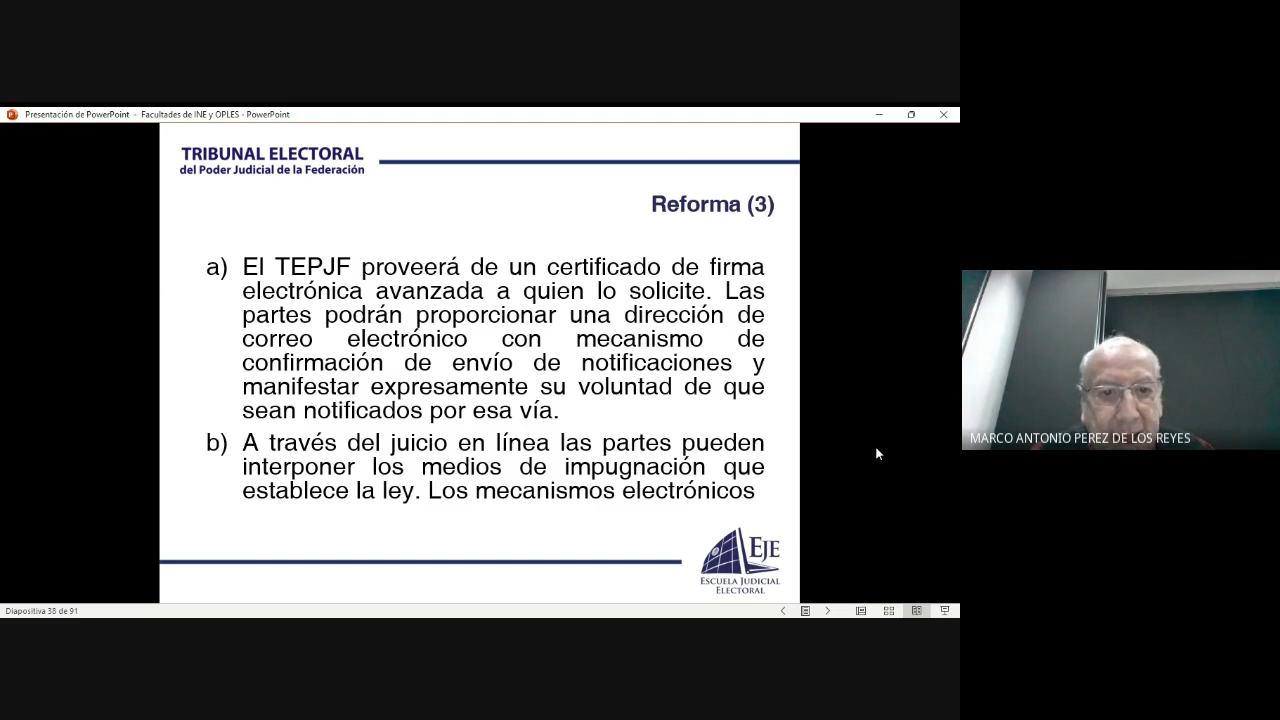 Presentación de PowerPoint - Facultades de INE y OPLES - PowerPoint
TRIBUNAL ELECTORAL
del Poder Judicial de la Federación
Reforma (3)
a) El TEPJF proveerá de un certificado de firma
electrónica avanzada a quien lo solicite. Las
partes podrán proporcionar una dirección de
correo electrónico con mecanismo de
confirmación de envío de notificaciones y
manifestar expresamente su voluntad de que
sean notificados por esa vía.
b) A través del juicio en línea las partes pueden
interponer los medios de impugnación que
establece la ley. Los mecanismos electrónicos
EJE
ESCUELA JUDICIAL
ELECTORAL
Diapositiva 38 de 91
MARCO ANTONIO PEREZ DE LOS REYES